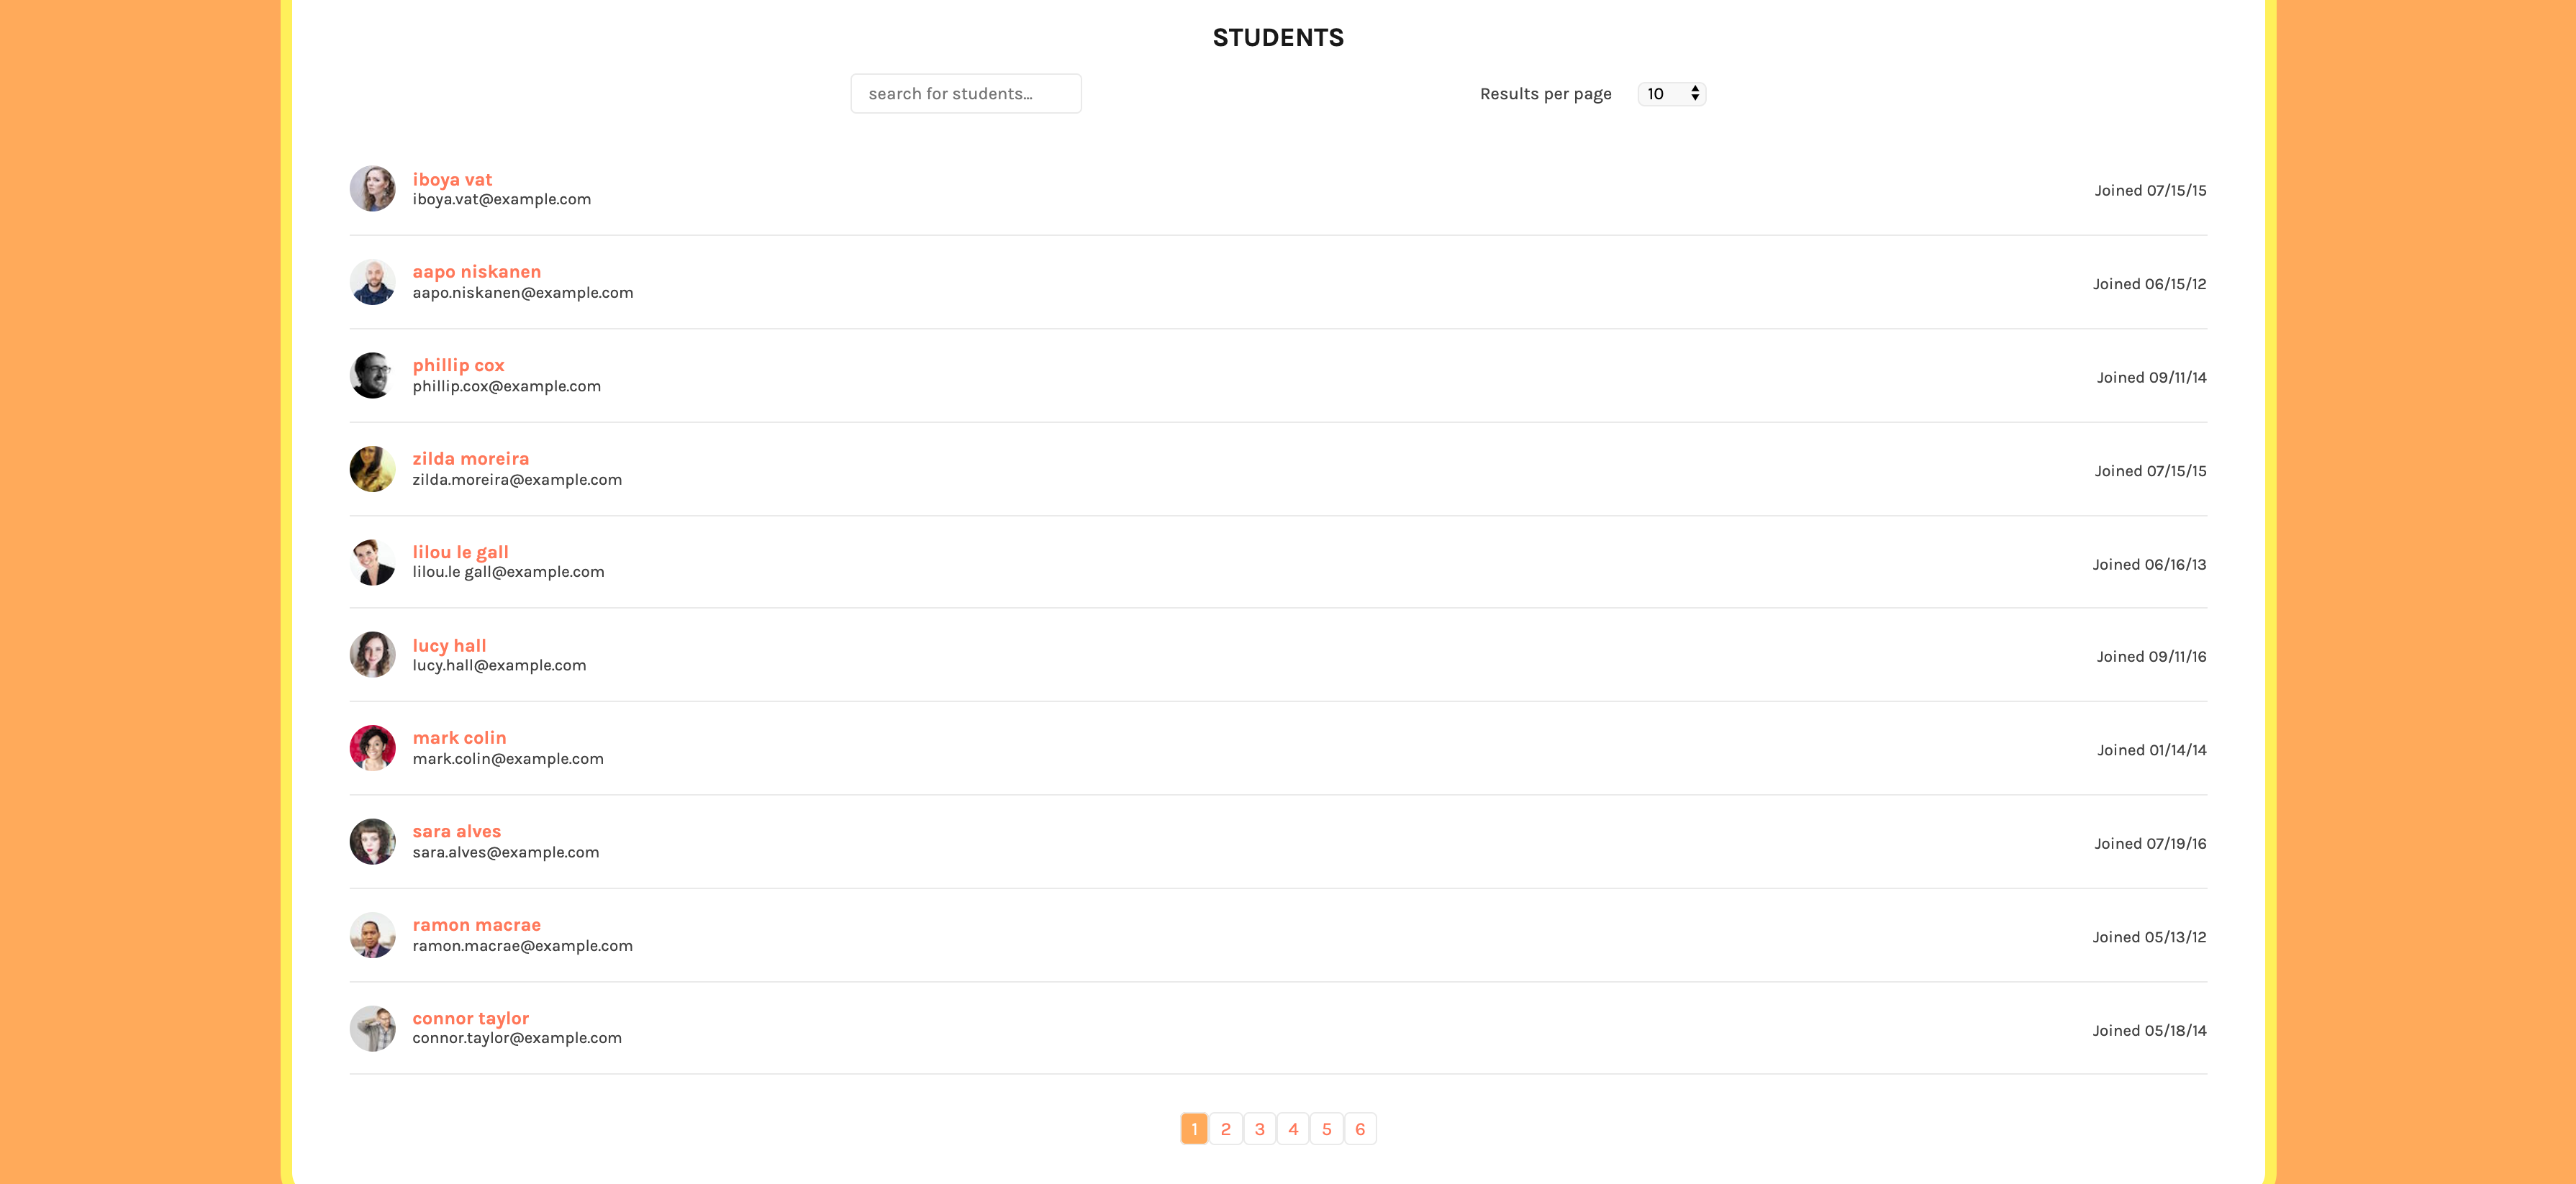 STUDENTS
search for students...
Results per page 10
iboya vat
iboya.vat@example.com
Joined 07/15/15
aapo niskanen
aapo.niskanen@example.com
Joined 06/15/12
phillip cox
phillip.cox@example.com
Joined 09/11/14
zilda moreira
zilda.moreira@example.com
Joined 07/15/15
lilou le gall
lilou.le gall@example.com
Joined 06/16/13
lucy hall
lucy.hall@example.com
Joined 09/11/16
mark colin
mark.colin@example.com
Joined 01/14/14
sara alves
sara.alves@example.com
Joined 07/19/16
ramon macrae
ramon.macrae@example.com
Joined 05/13/12
connor taylor
connor.taylor@example.com
Joined 05/18/14
1 2 3 4 5 6